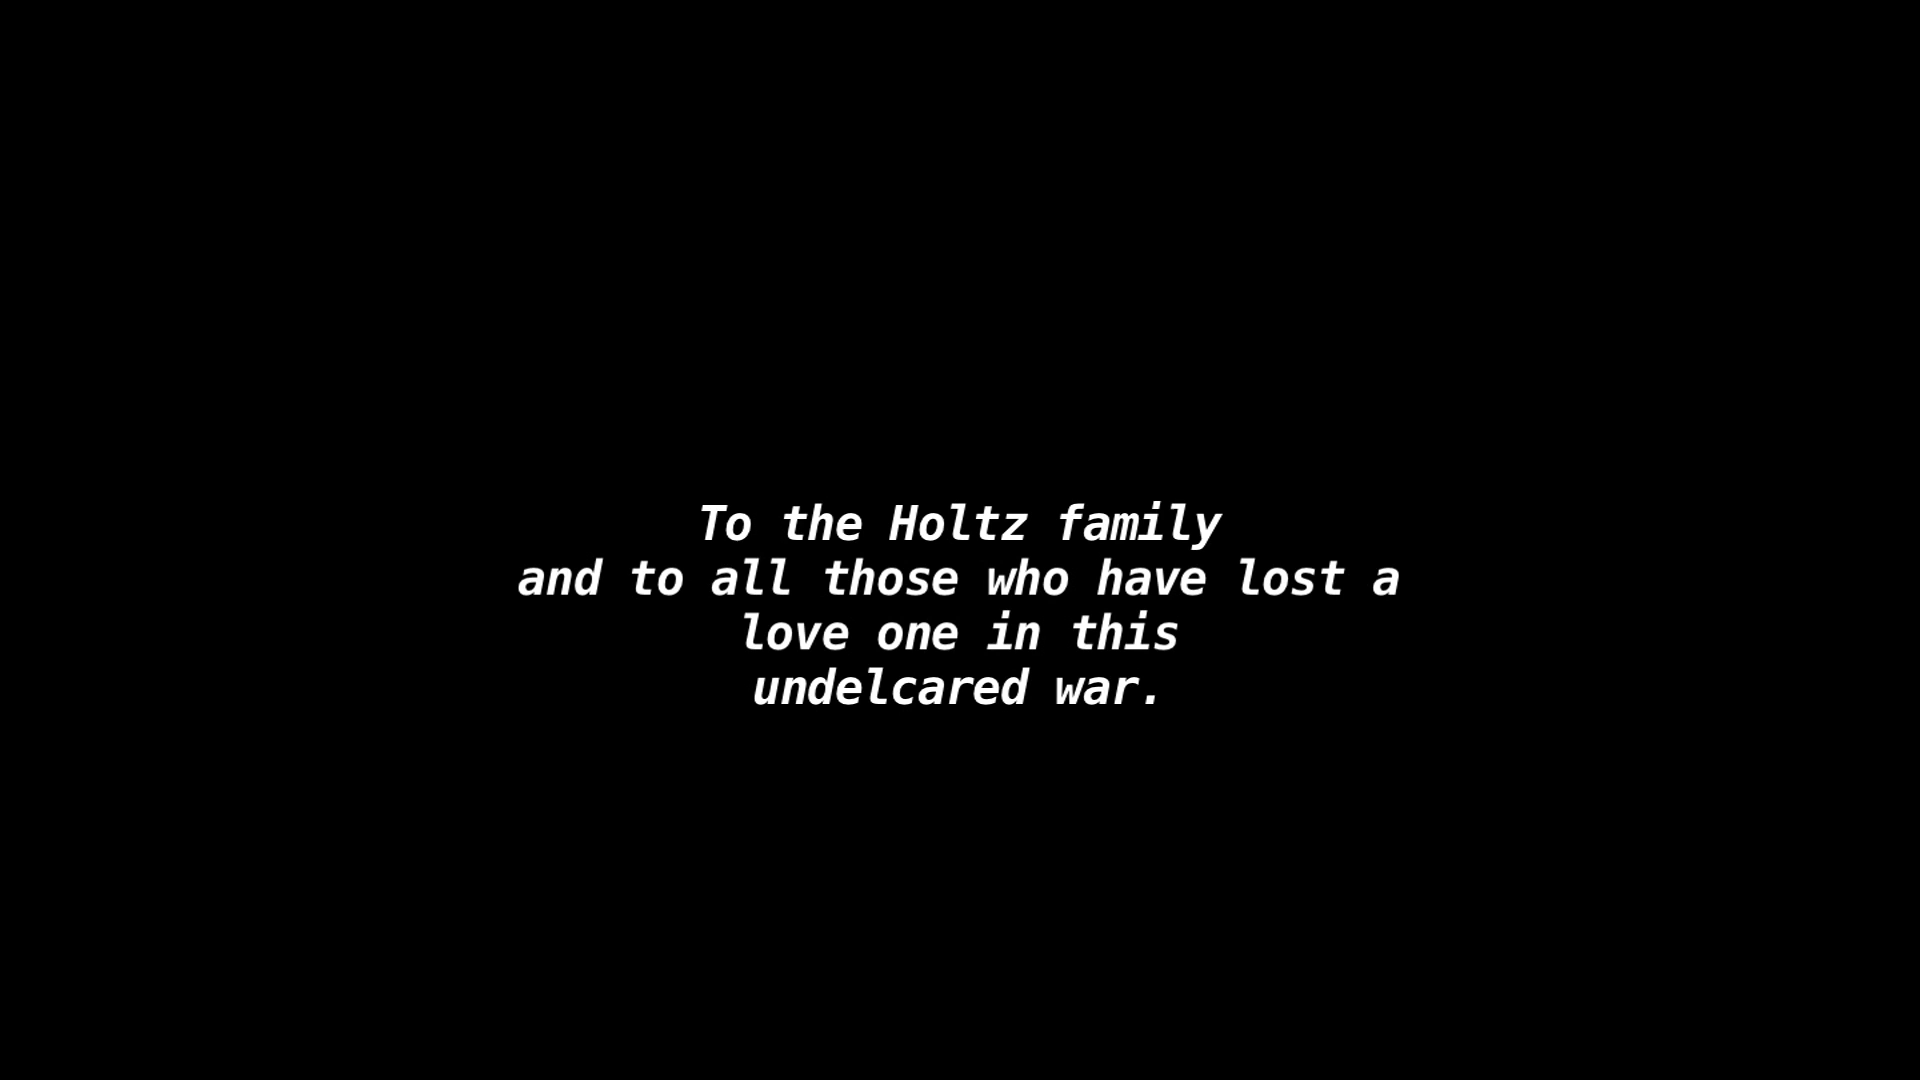 To the Holtz family
and to all those who have lost a
love one in this
undelcared war.